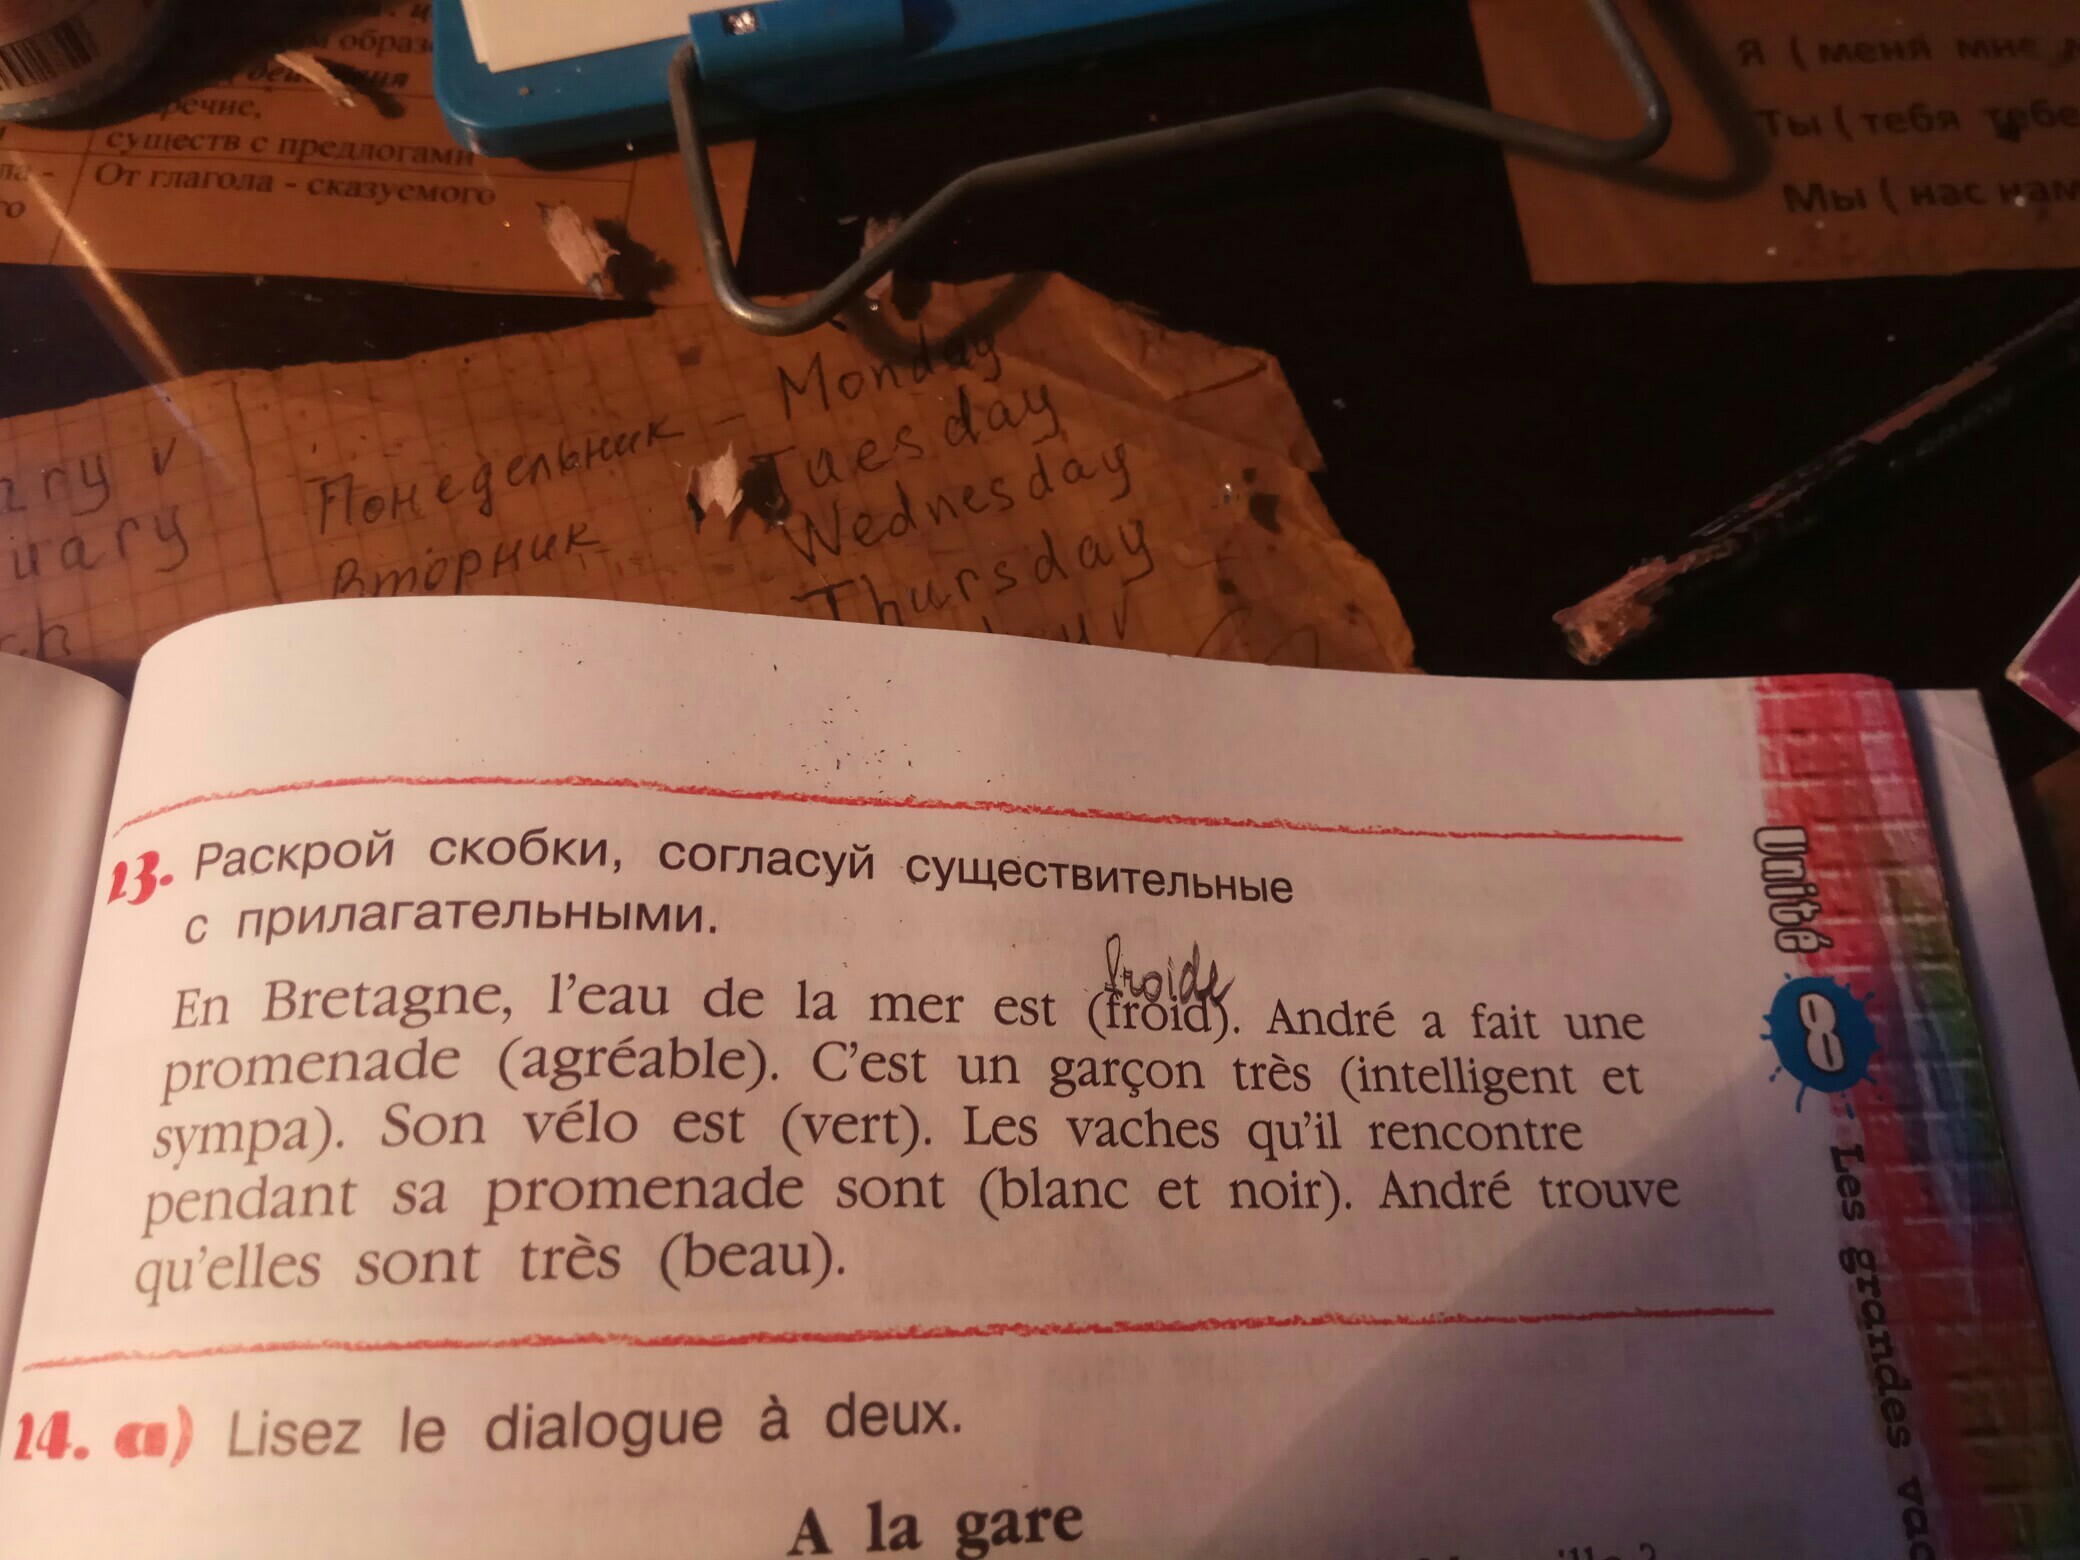 существ с предлогами
От глагола - сказуемого
Я ( меня мне
Ты ( тебя тебе
Мы ( нас нам
Понедельник - Monday
Вторник Tuesday
Wednesday
Thursday
13. Раскрой скобки, согласуй существительные
с прилагательными.
froide
En Bretagne, l'eau de la mer est (froid). André a fait une
promenade (agréable). C'est un garçon très (intelligent et
sympa). Son vélo est (vert). Les vaches qu'il rencontre
pendant sa promenade sont (blanc et noir). André trouve
qu'elles sont très (beau).
14. a) Lisez le dialogue à deux.
A la gare
Unité 8 - Les grandes vac